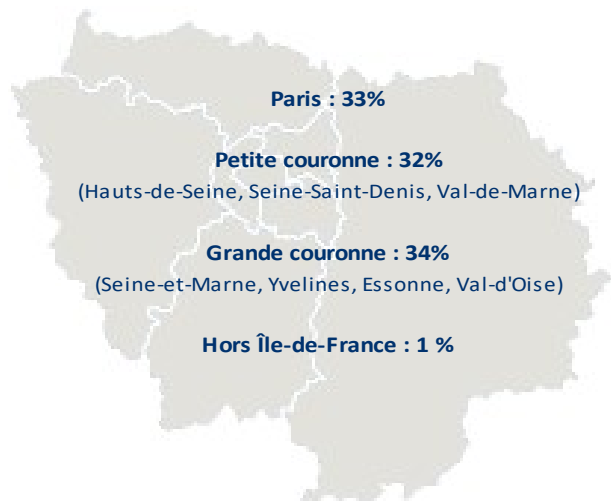 Paris : 33%
Petite couronne : 32%
(Hauts-de-Seine, Seine-Saint-Denis, Val-de-Marne)
Grande couronne : 34%
(Seine-et-Marne, Yvelines, Essonne, Val-d'Oise)
Hors Île-de-France : 1 %